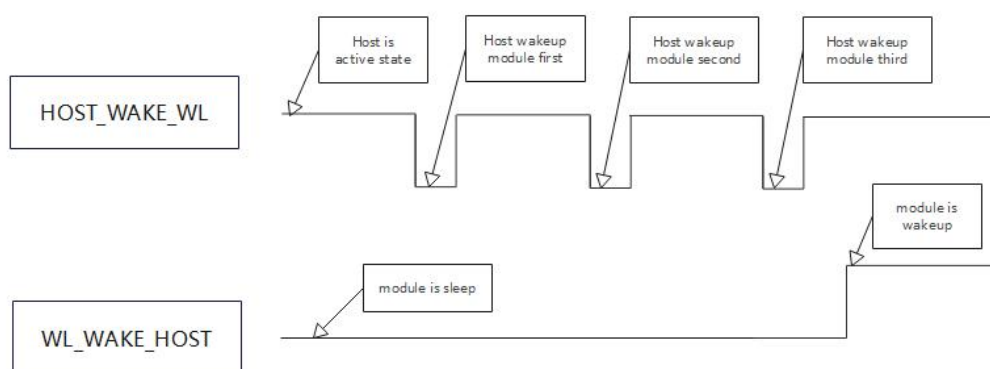 Host is
active state
Host wakeup
module first
Host wakeup
module second
Host wakeup
module third
HOST_WAKE_WL
module is
wakeup
module is sleep
WL_WAKE_HOST